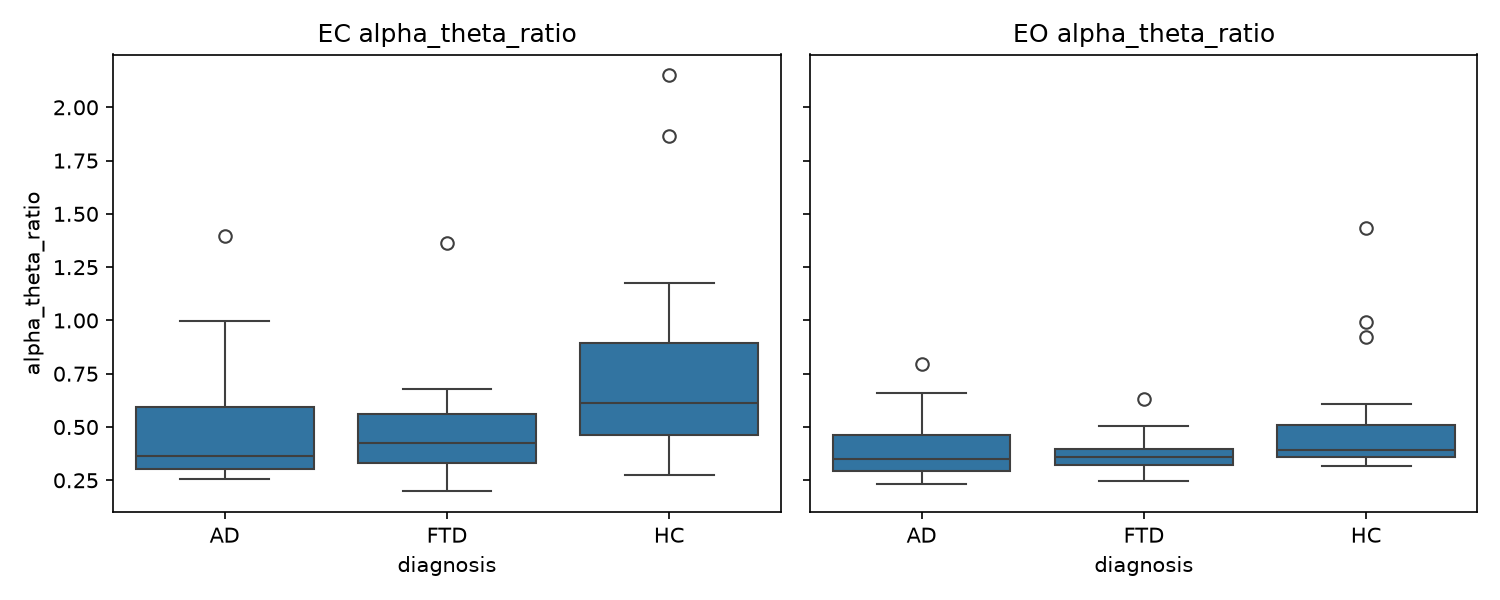 EC alpha_theta_ratio
EO alpha_theta_ratio
alpha_theta_ratio
2.00
1.75
1.50
1.25
1.00
0.75
0.50
0.25
AD FTD HC
diagnosis
AD FTD HC
diagnosis